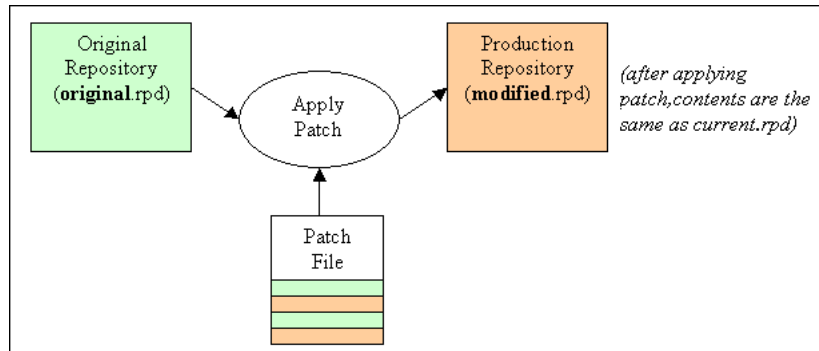 Original
Repository
(original.rpd)
Apply
Patch
Production
Repository
(modified.rpd)
(after applying
patch,contents are the
same as current.rpd)
Patch
File